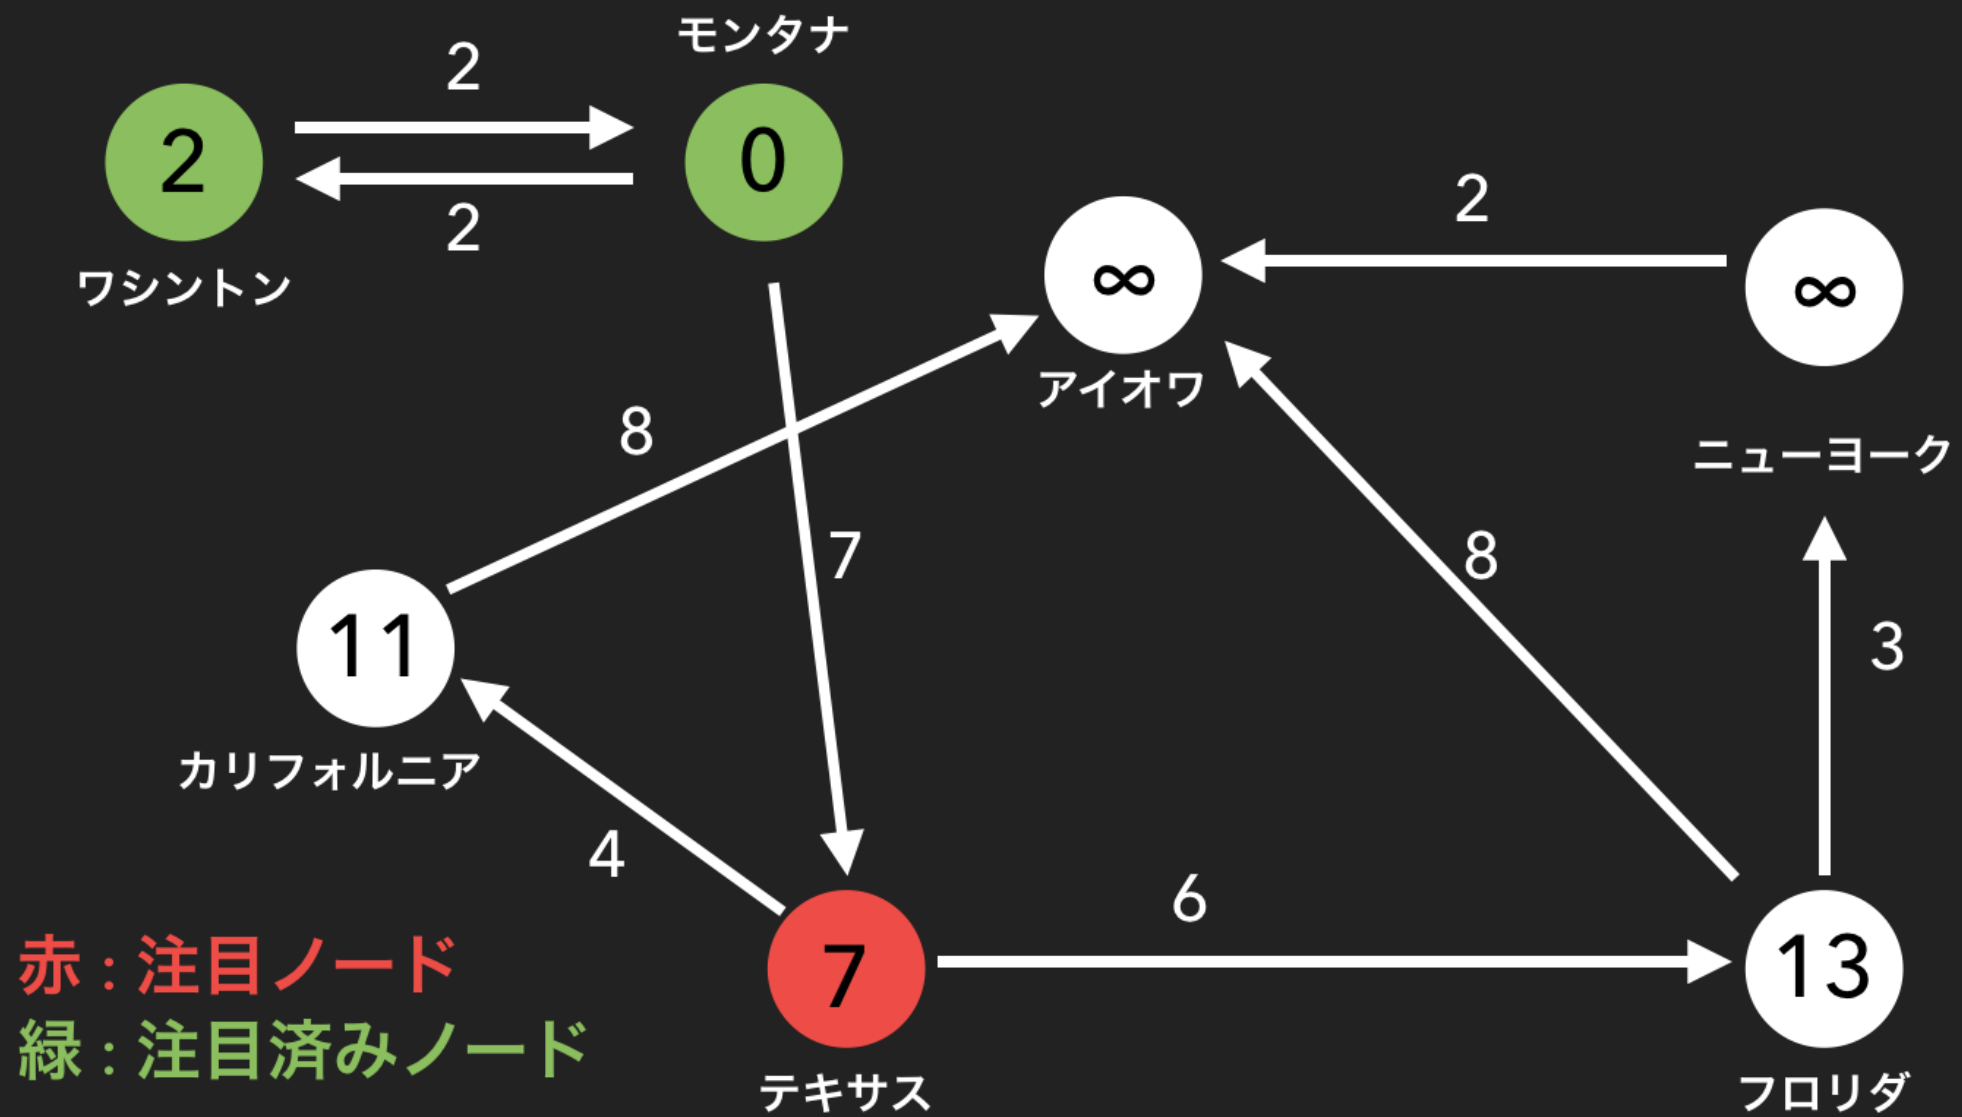 モンタナ
2
2
0
2
ワシントン
2
∞
アイオワ
∞
ニューヨーク
8
7
8
3
11
カリフォルニア
4
6
7
テキサス
13
フロリダ
赤 : 注目ノード
緑 : 注目済みノード